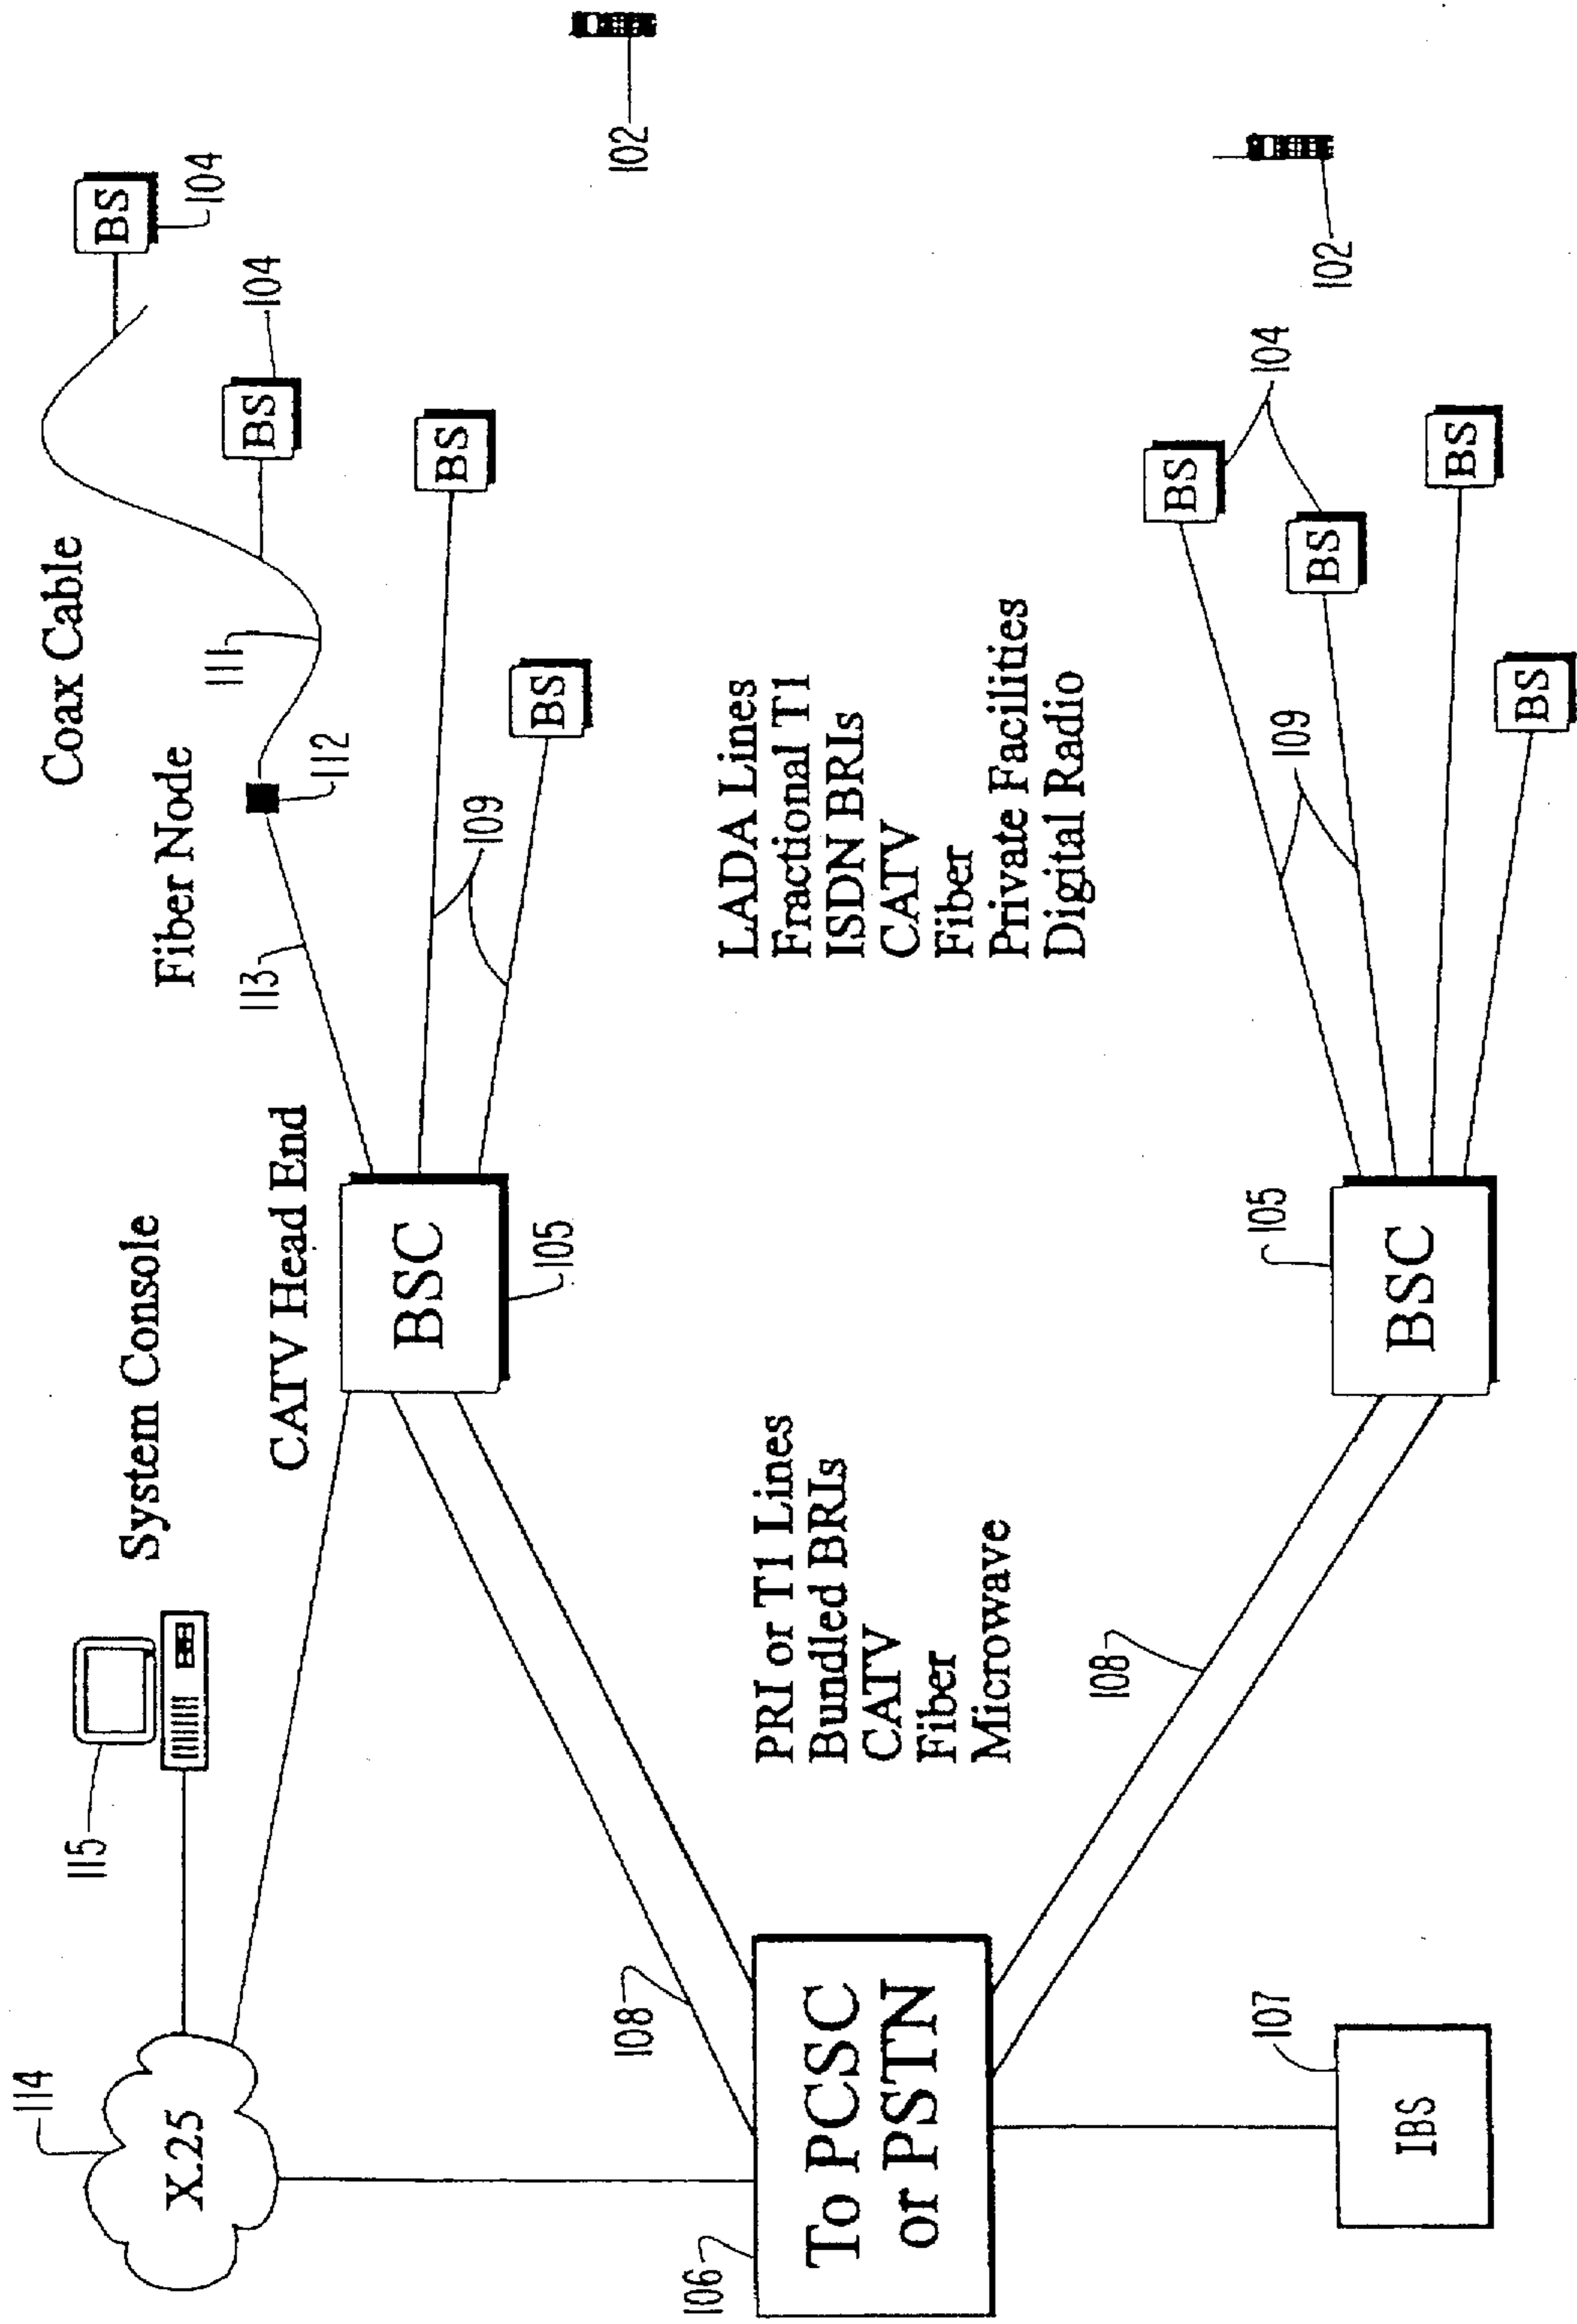 114
X.25
115
System Console
CATV Head End
BSC
105
Fiber Node
113
112
Coax Cable
111
BS
104
BS
104
BS
BS
109
102
106
To PCSC
or PSTN
108
PRI or T1 Lines
Bundled BRIs
CATV
Fiber
Microwave
108
LADA Lines
Fractional T1
ISDN BRIs
CATV
Fiber
Private Facilities
Digital Radio
107
IBS
105
BSC
109
104
BS
BS
BS
BS
102